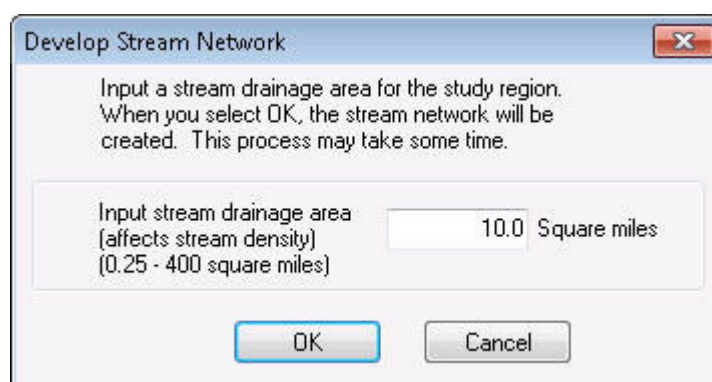 Develop Stream Network
Input a stream drainage area for the study region.
When you select OK, the stream network will be
created.  This process may take some time.
Input stream drainage area
(affects stream density)
(0.25 - 400 square miles)
10.0 Square miles
OK
Cancel